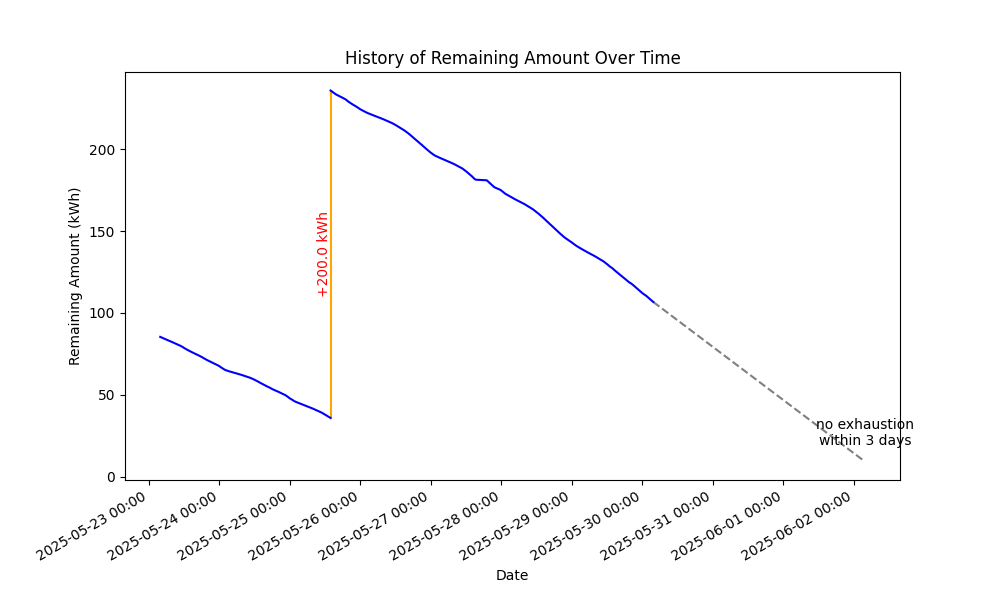 History of Remaining Amount Over Time
Remaining Amount (kWh)
200
150
100
50
0
+200.0 kWh
no exhaustion
within 3 days
2025-05-23 00:00
2025-05-24 00:00
2025-05-25 00:00
2025-05-26 00:00
2025-05-27 00:00
2025-05-28 00:00
2025-05-29 00:00
2025-05-30 00:00
2025-05-31 00:00
2025-06-01 00:00
2025-06-02 00:00
Date